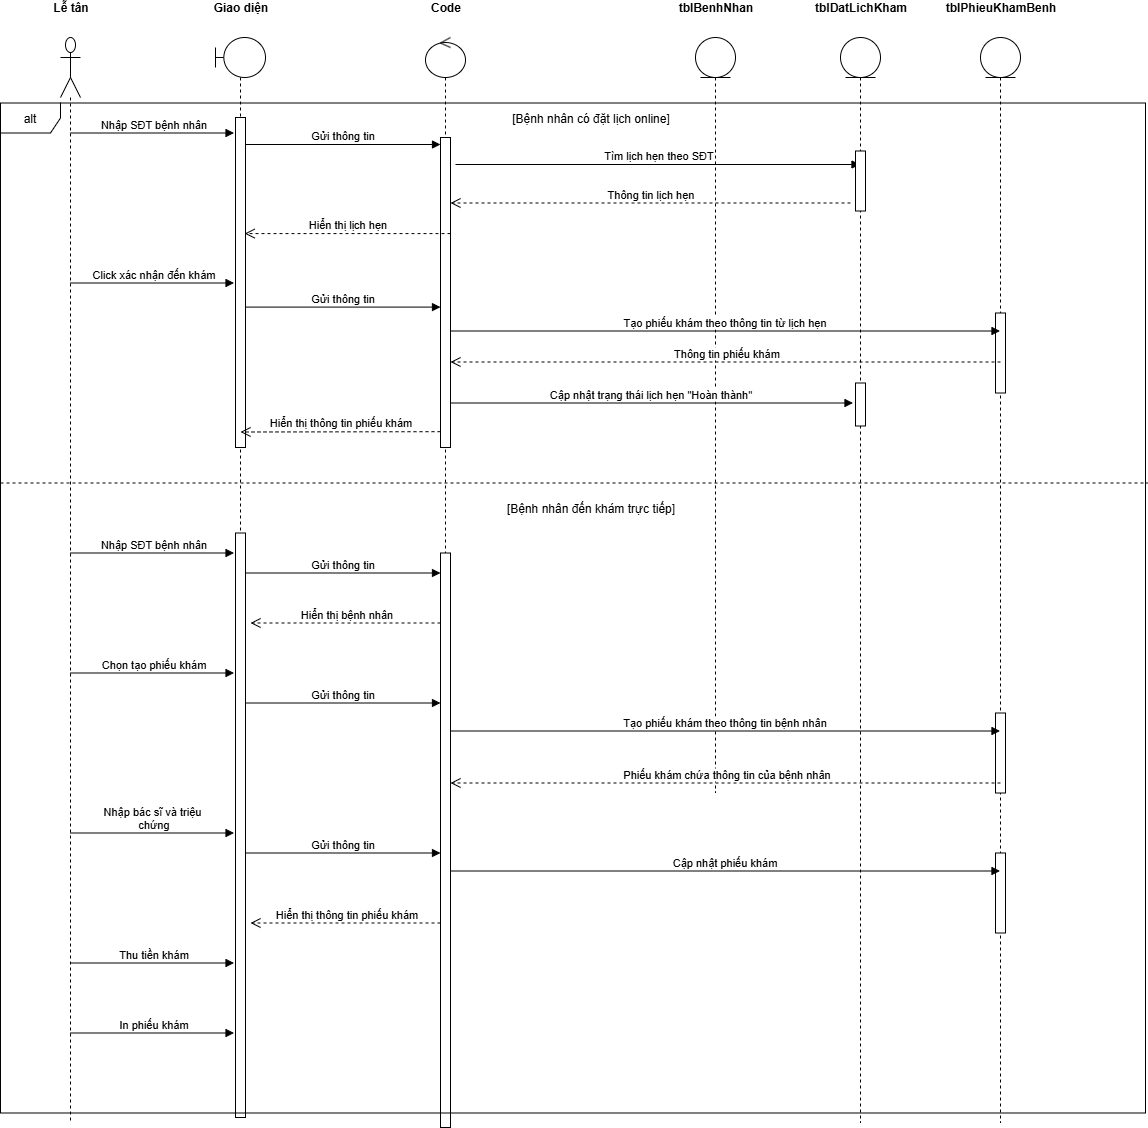 Lễ tân
Giao diện
Code
tblBenhNhan
tblDatLichKham
tblPhieuKhamBenh
alt
[Bệnh nhân có đặt lịch online]
Nhập SĐT bệnh nhân
Gửi thông tin
Tìm lịch hẹn theo SĐT
Thông tin lịch hẹn
Hiển thị lịch hẹn
Click xác nhận đến khám
Gửi thông tin
Tạo phiếu khám theo thông tin từ lịch hẹn
Thông tin phiếu khám
Cập nhật trạng thái lịch hẹn "Hoàn thành"
Hiển thị thông tin phiếu khám
[Bệnh nhân đến khám trực tiếp]
Nhập SĐT bệnh nhân
Gửi thông tin
Hiển thị bệnh nhân
Chọn tạo phiếu khám
Gửi thông tin
Tạo phiếu khám theo thông tin bệnh nhân
Phiếu khám chứa thông tin của bệnh nhân
Nhập bác sĩ và triệu
chứng
Gửi thông tin
Cập nhật phiếu khám
Hiển thị thông tin phiếu khám
Thu tiền khám
In phiếu khám